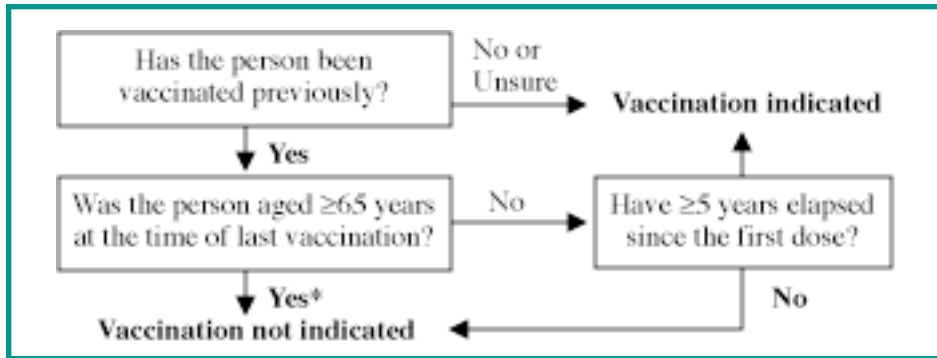 Has the person been
vaccinated previously?
No or
Unsure
Vaccination indicated
Yes
Was the person aged ≥65 years
at the time of last vaccination?
No
Have ≥5 years elapsed
since the first dose?
Yes*
No
Vaccination not indicated